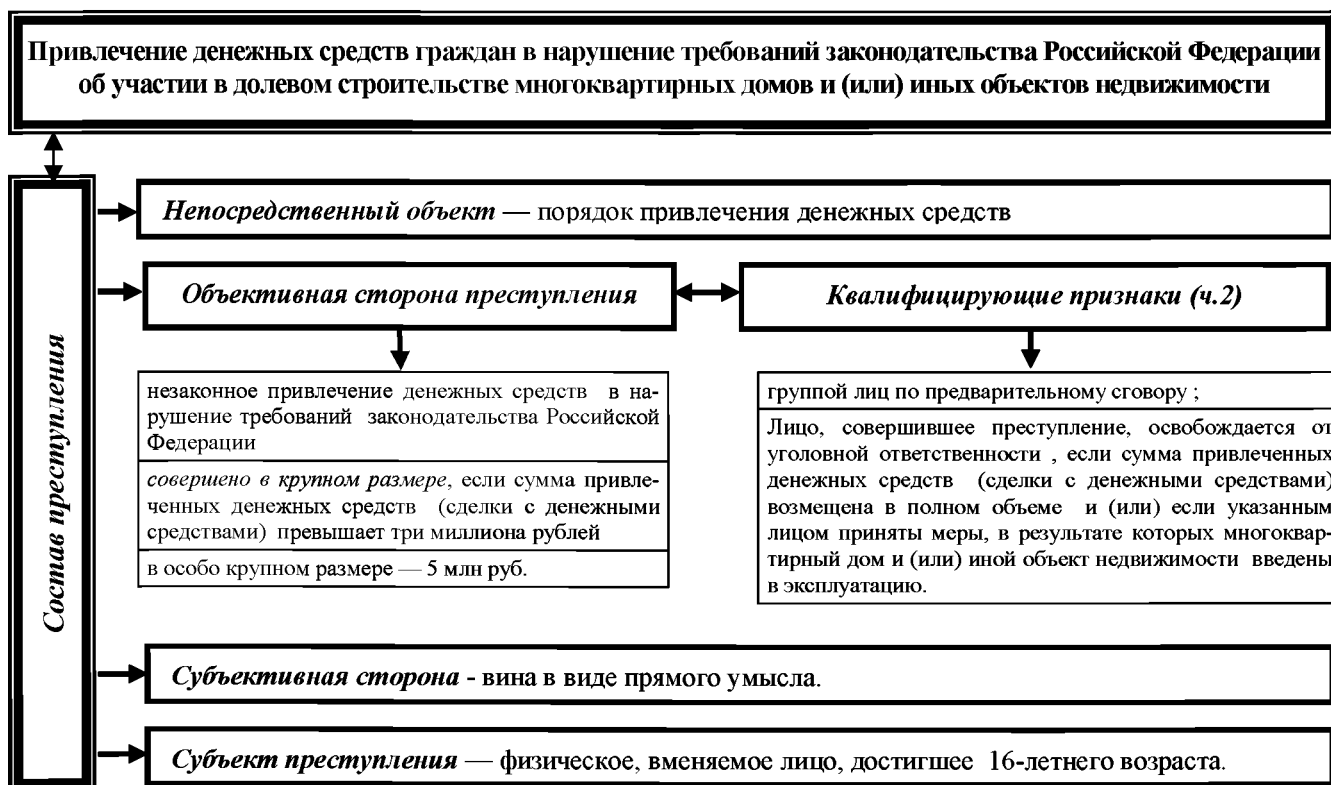 Привлечение денежных средств граждан в нарушение требований законодательства Российской Федерации
об участии в долевом строительстве многоквартирных домов и (или) иных объектов недвижимости
Состав преступления
Непосредственный объект — порядок привлечения денежных средств
Объективная сторона преступления
незаконное привлечение денежных средств в на-
рушение требований законодательства Российской
Федерации
совершено в крупном размере, если сумма привле-
ченных денежных средств (сделки с денежными
средствами) превышает три миллиона рублей
в особо крупном размере — 5 млн руб.
Квалифицирующие признаки (ч.2)
группой лиц по предварительному сговору ;
Лицо, совершившее преступление, освобождается от
уголовной ответственности , если сумма привлеченных
денежных средств (сделки с денежными средствами)
возмещена в полном объеме и (или) если указанным
лицом приняты меры, в результате которых многоквар-
тирный дом и (или) иной объект недвижимости введены
в эксплуатацию.
Субъективная сторона - вина в виде прямого умысла.
Субъект преступления — физическое, вменяемое лицо, достигшее 16-летнего возраста.